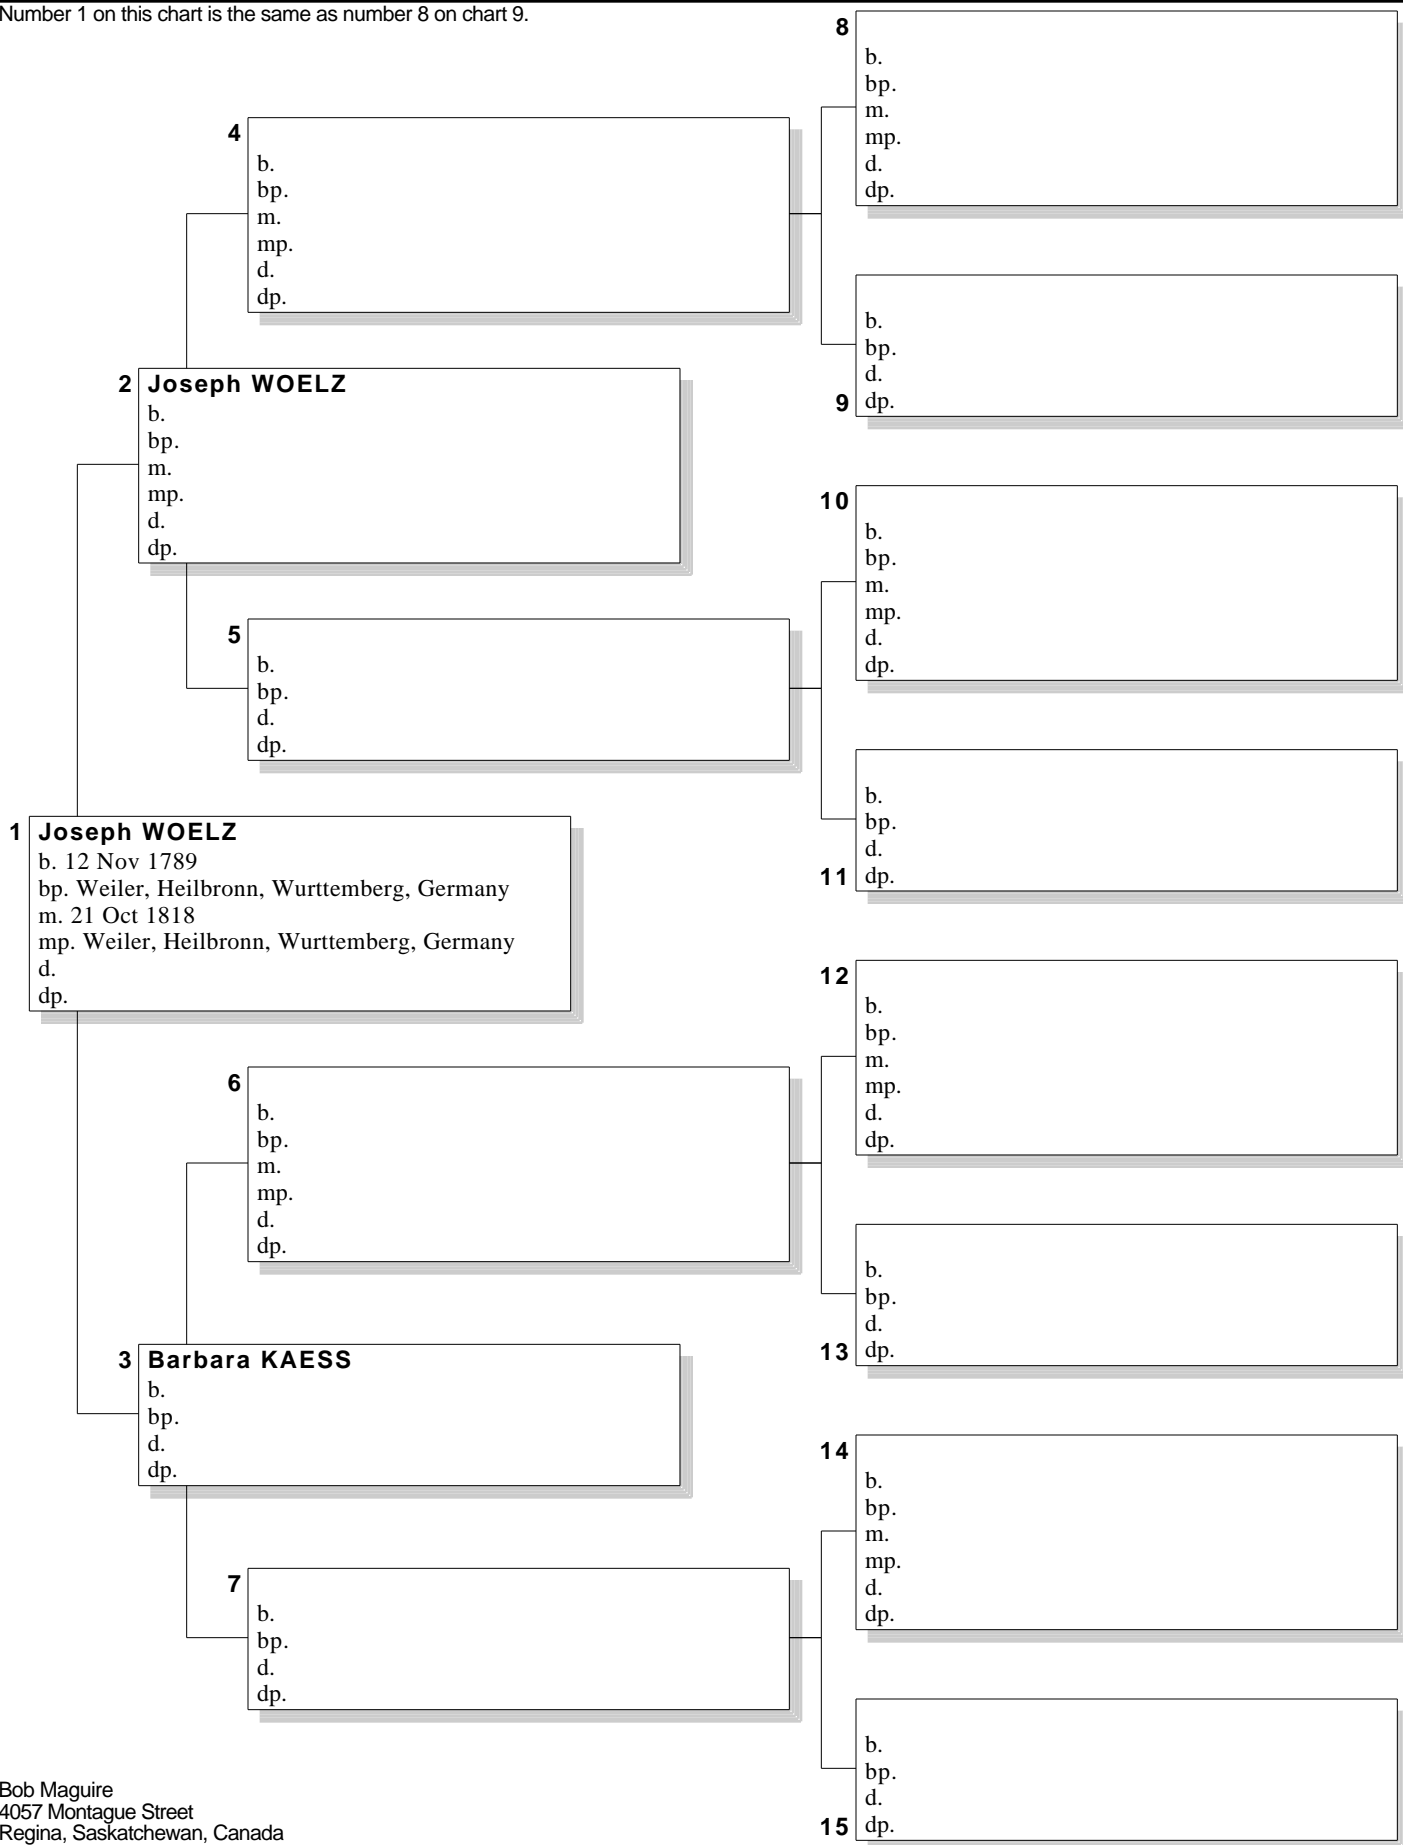 Number 1 on this chart is the same as number 8 on chart 9.
8
b.
bp.
m.
mp.
d.
dp.
4
b.
bp.
m.
mp.
d.
dp.
b.
bp.
d.
9 dp.
2 Joseph WOELZ
b.
bp.
m.
mp.
d.
dp.
10
b.
bp.
m.
mp.
d.
dp.
5
b.
bp.
d.
dp.
b.
bp.
d.
11 dp.
1 Joseph WOELZ
b. 12 Nov 1789
bp. Weiler, Heilbronn, Wurttemberg, Germany
m. 21 Oct 1818
mp. Weiler, Heilbronn, Wurttemberg, Germany
d.
dp.
12
b.
bp.
m.
mp.
d.
dp.
6
b.
bp.
m.
mp.
d.
dp.
b.
bp.
d.
13 dp.
3 Barbara KAESS
b.
bp.
d.
dp.
14
b.
bp.
m.
mp.
d.
dp.
7
b.
bp.
d.
dp.
b.
bp.
d.
15 dp.
Bob Maguire
4057 Montague Street
Regina, Saskatchewan, Canada